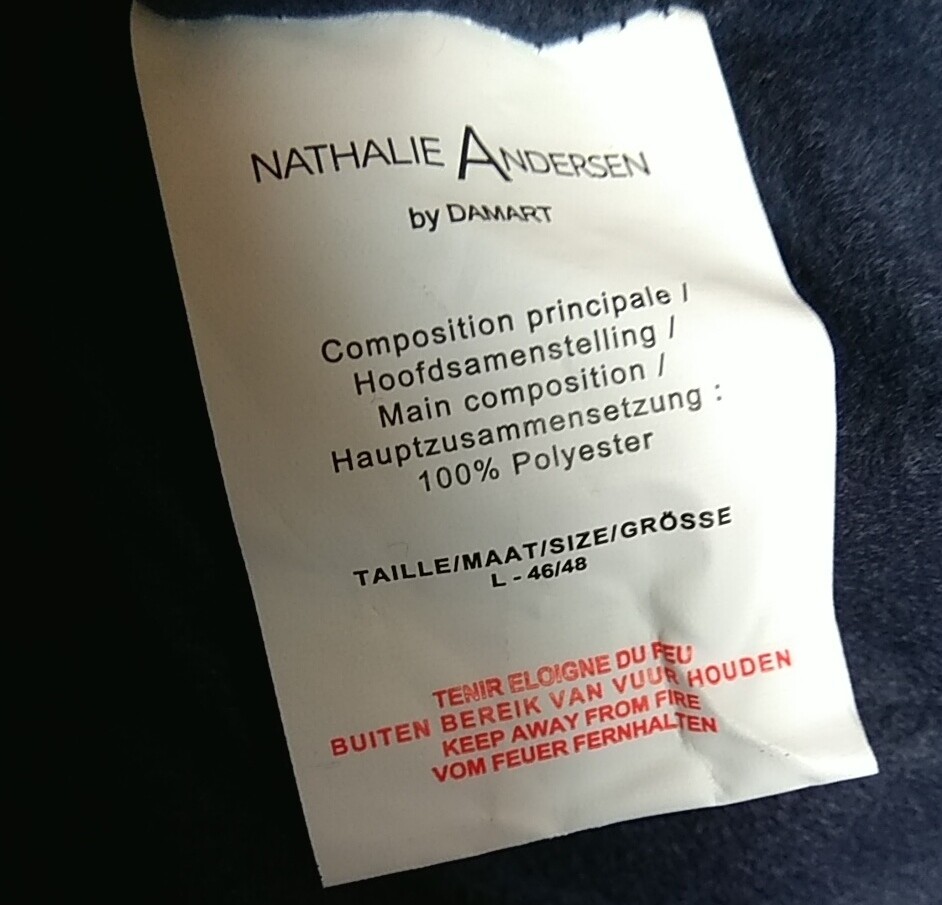 NATHALIE ANDERSEN
by DAMART
Composition principale /
Hoofdsamenstelling /
Main composition /
Hauptzusammensetzung :
100% Polyester
TAILLE/MAAT/SIZE/GRÖSSE
L - 46/48
TENIR ELOIGNE DU FEU
BUITEN BEREIK VAN VUUR HOUDEN
KEEP AWAY FROM FIRE
VOM FEUER FERNHALTEN